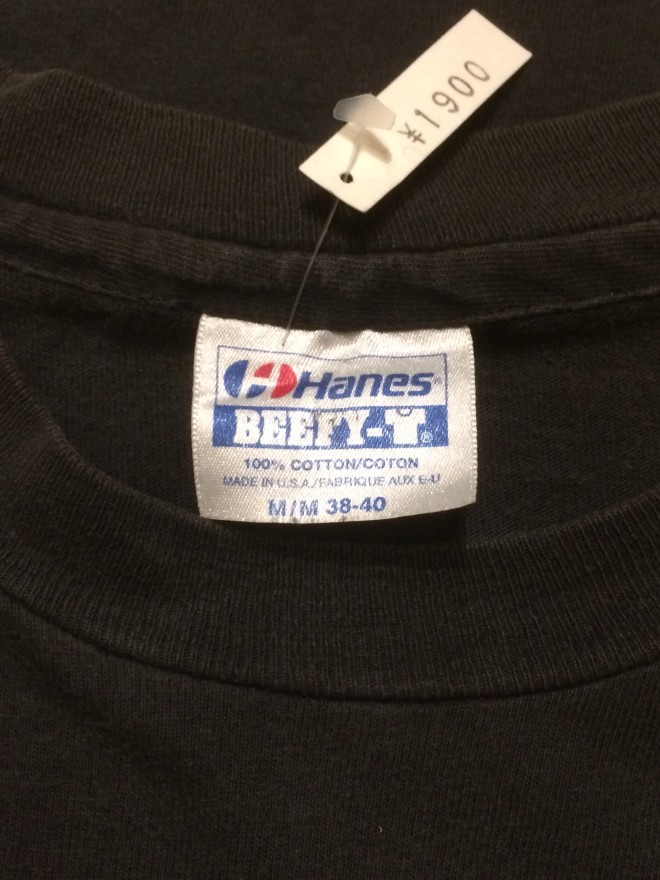 ¥1900
Hanes®
BEEFY-T®
100% COTTON/COTON
MADE IN U.S.A./FABRIQUE AUX E-U
M/M 38-40